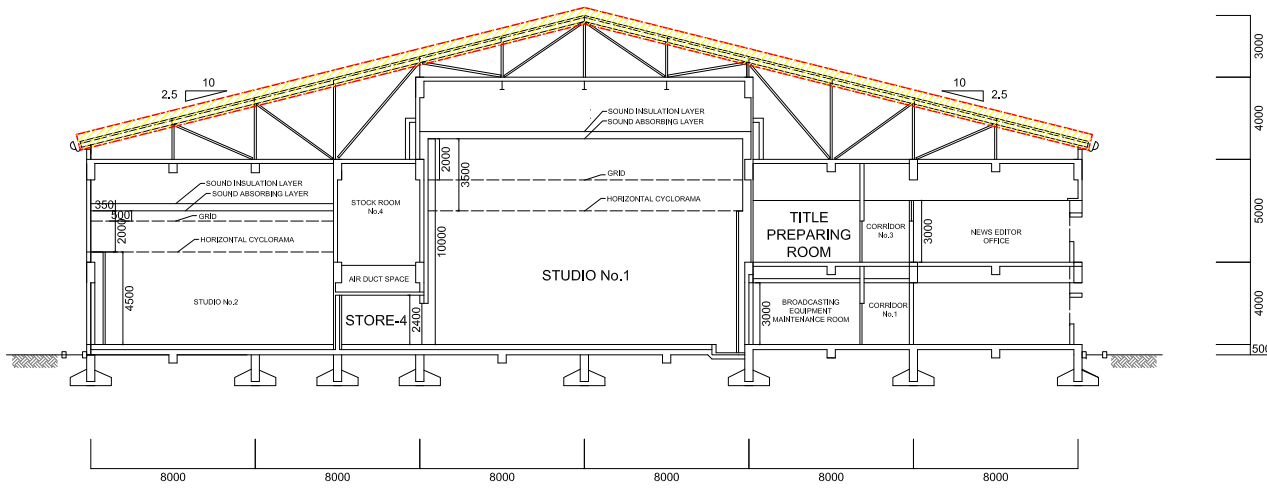 10
2.5
10
2.5
3000
4000
5000
4000
500
SOUND INSULATION LAYER
SOUND ABSORBING LAYER
2000
3500
GRID
HORIZONTAL CYCLORAMA
10000
STUDIO No.1
SOUND INSULATION LAYER
SOUND ABSORBING LAYER
350
500
GRID
2000
HORIZONTAL CYCLORAMA
4500
STUDIO No.2
STOCK ROOM
No.4
AIR DUCT SPACE
STORE-4
2400
TITLE
PREPARING
ROOM
CORRIDOR
No.3
3000
NEWS EDITOR
OFFICE
3000
BROADCASTING
EQUIPMENT
MAINTENANCE ROOM
CORRIDOR
No.1
8000
8000
8000
8000
8000
8000